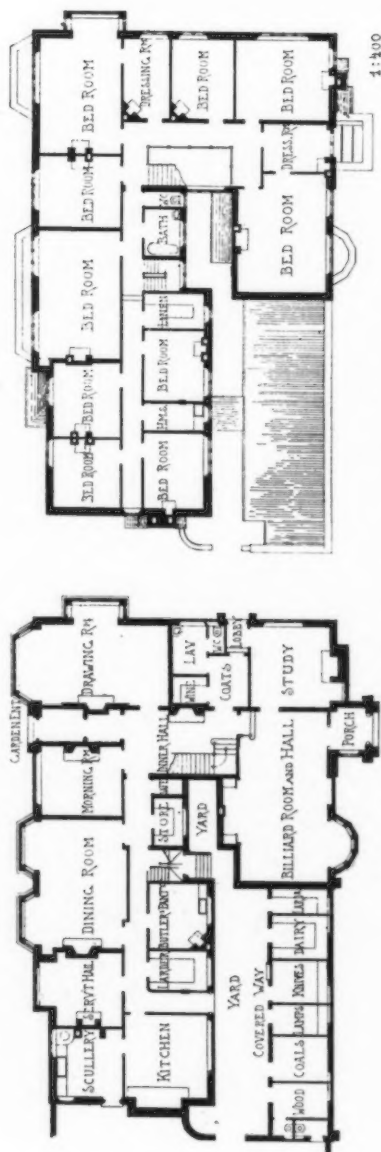 BED ROOM
DRESSING RM
BED ROOM
BED ROOM
BED ROOM
BED ROOM
W.C.
BATH
DRESS. RM
BED ROOM
BED ROOM
LINEN
BED ROOM
BED ROOM
H.M.S.
BED ROOM
BED ROOM
1:400
GARDEN ENT
DRAWING RM
LAV
W.C.
LOBBY
WINE
COATS
STUDY
MORNING RM
INNER HALL
BILLIARD ROOM AND HALL
PORCH
DINING ROOM
STORE
YARD
SERVT HALL
BUTLER PANT
LARDER
SCULLERY
KITCHEN
YARD
COVERED WAY
DAIRY
KNIVES
LAMPS
COALS
WOOD